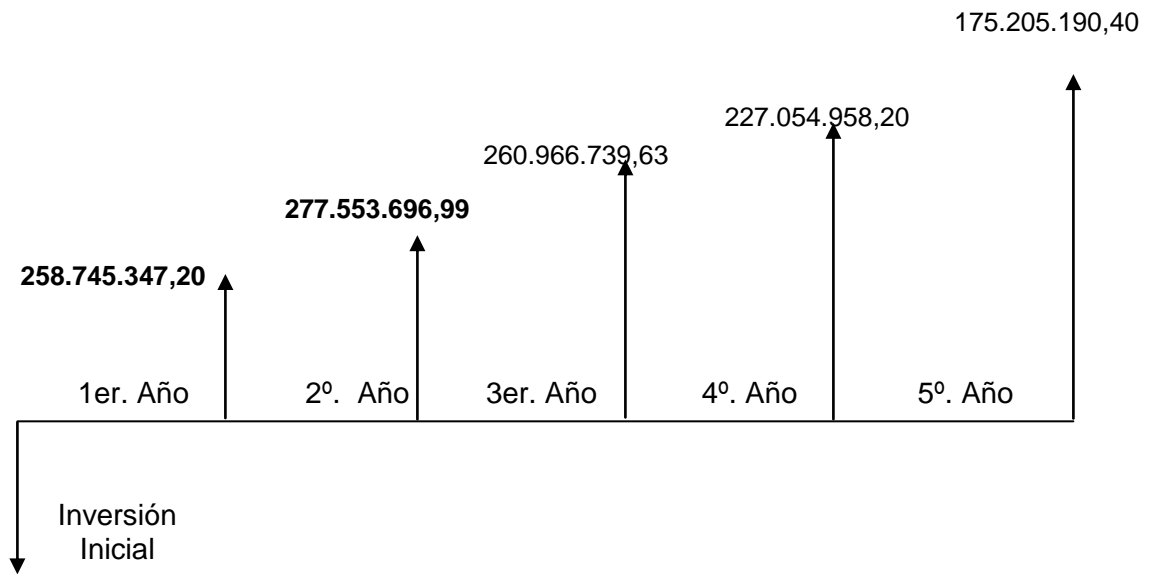 175.205.190,40
227.054.958,20
260.966.739,63
277.553.696,99
258.745.347,20
1er. Año
2º. Año
3er. Año
4º. Año
5º. Año
Inversión
Inicial